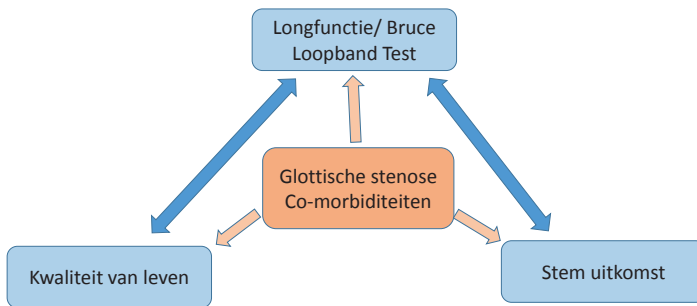 Longfunctie/ Bruce
Loopband Test
Glottische stenose
Co-morbiditeiten
Kwaliteit van leven
Stem uitkomst